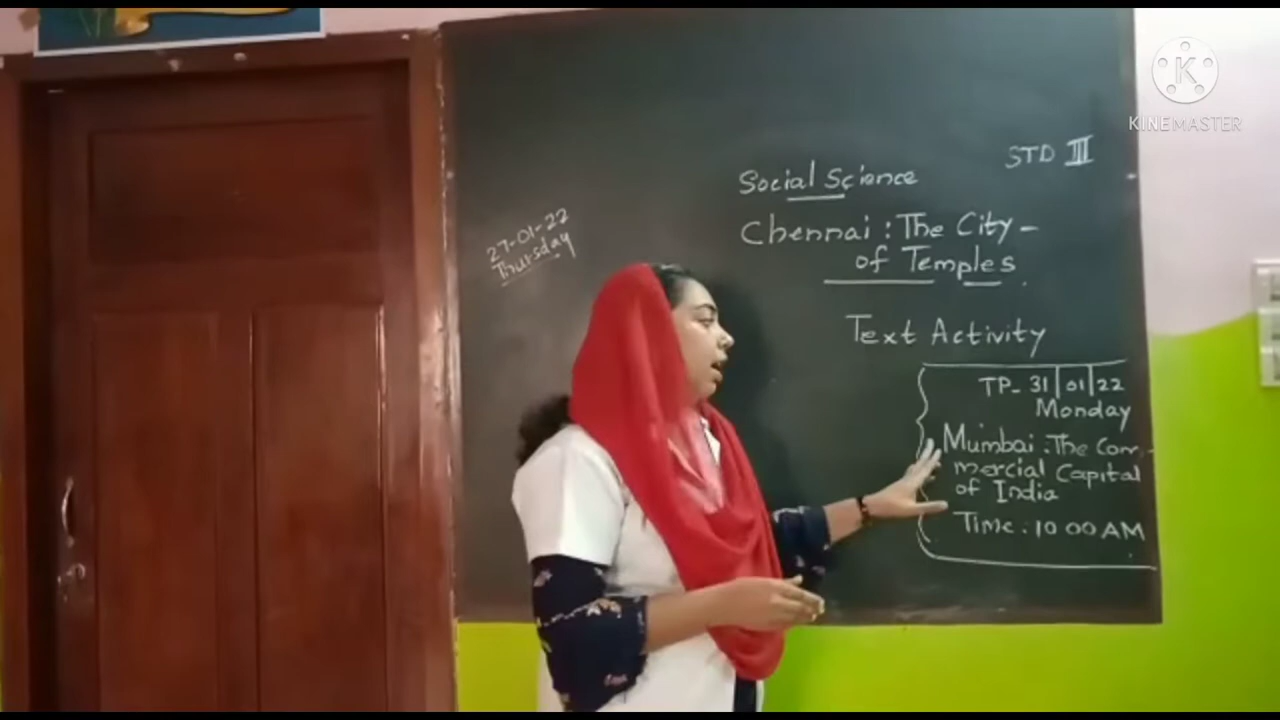 KINEMASTER
STD III
Social Science
Chennai : The City -
of Temples
27-01-22
Thursday
Text Activity
TP- 31/01/22
Monday
Mumbai : The Com-
mercial Capital
of India
Time : 10 00 AM